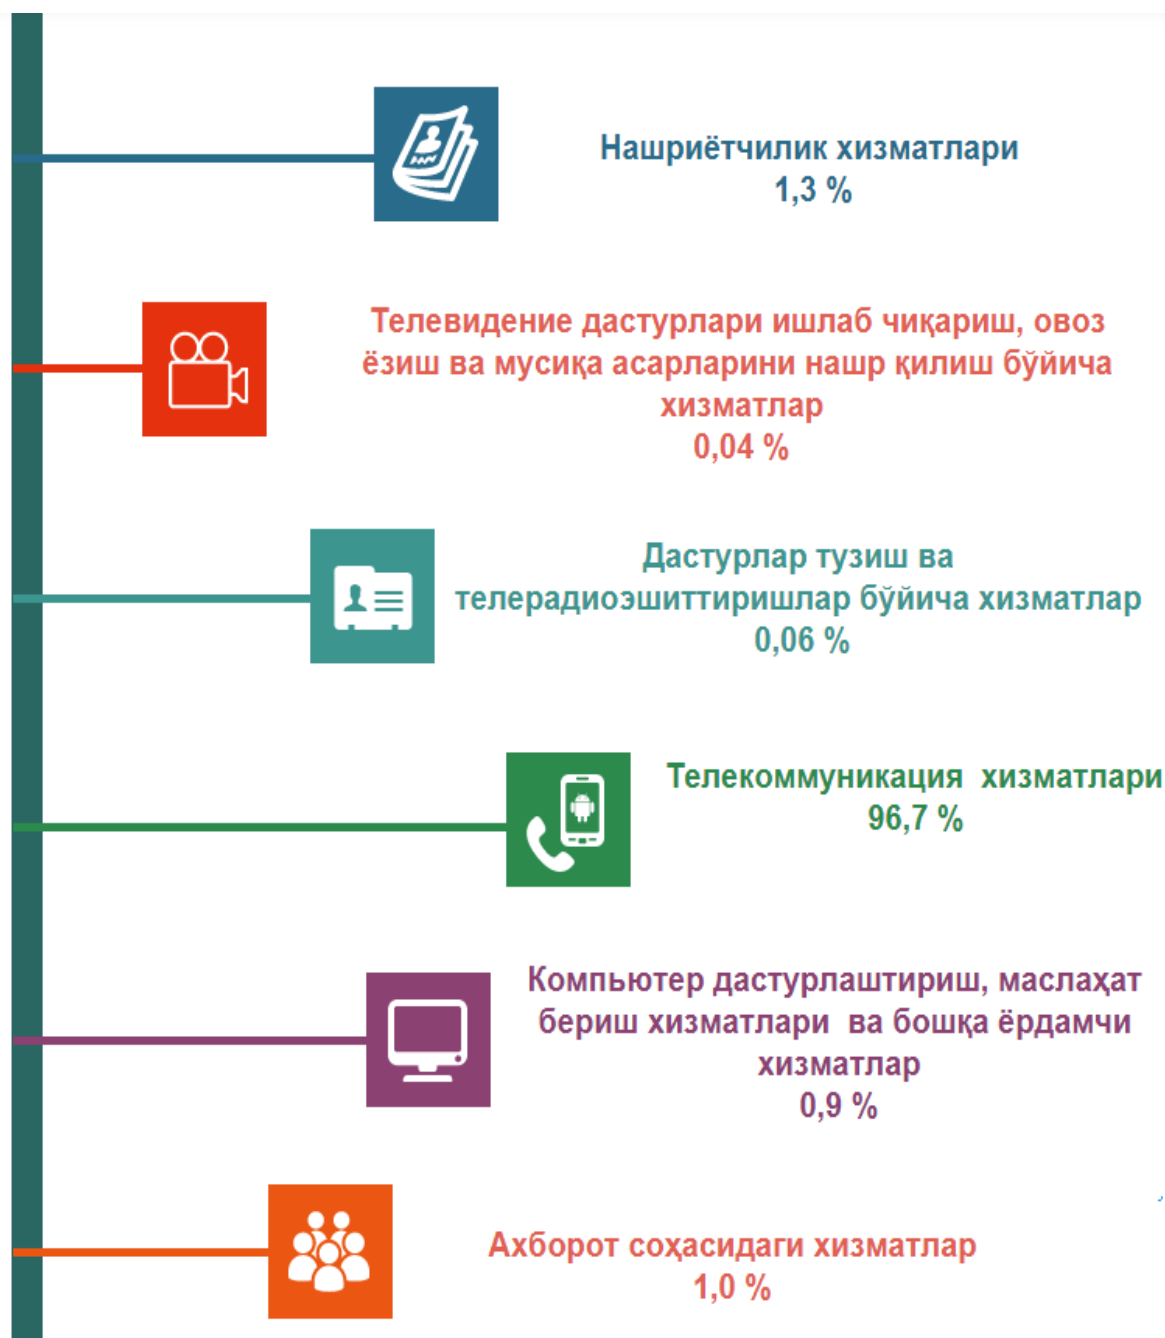 Нашриётчилик хизматлари
1,3 %
Телевидение дастурлари ишлаб чиқариш, овоз
ёзиш ва мусиқа асарларини нашр қилиш бўйича
хизматлар
0,04 %
Дастурлар тузиш ва
телерадиоэшиттиришлар бўйича хизматлар
0,06 %
Телекоммуникация хизматлари
96,7 %
Компьютер дастурлаштириш, маслаҳат
бериш хизматлари ва бошқа ёрдамчи
хизматлар
0,9 %
Ахборот соҳасидаги хизматлар
1,0 %